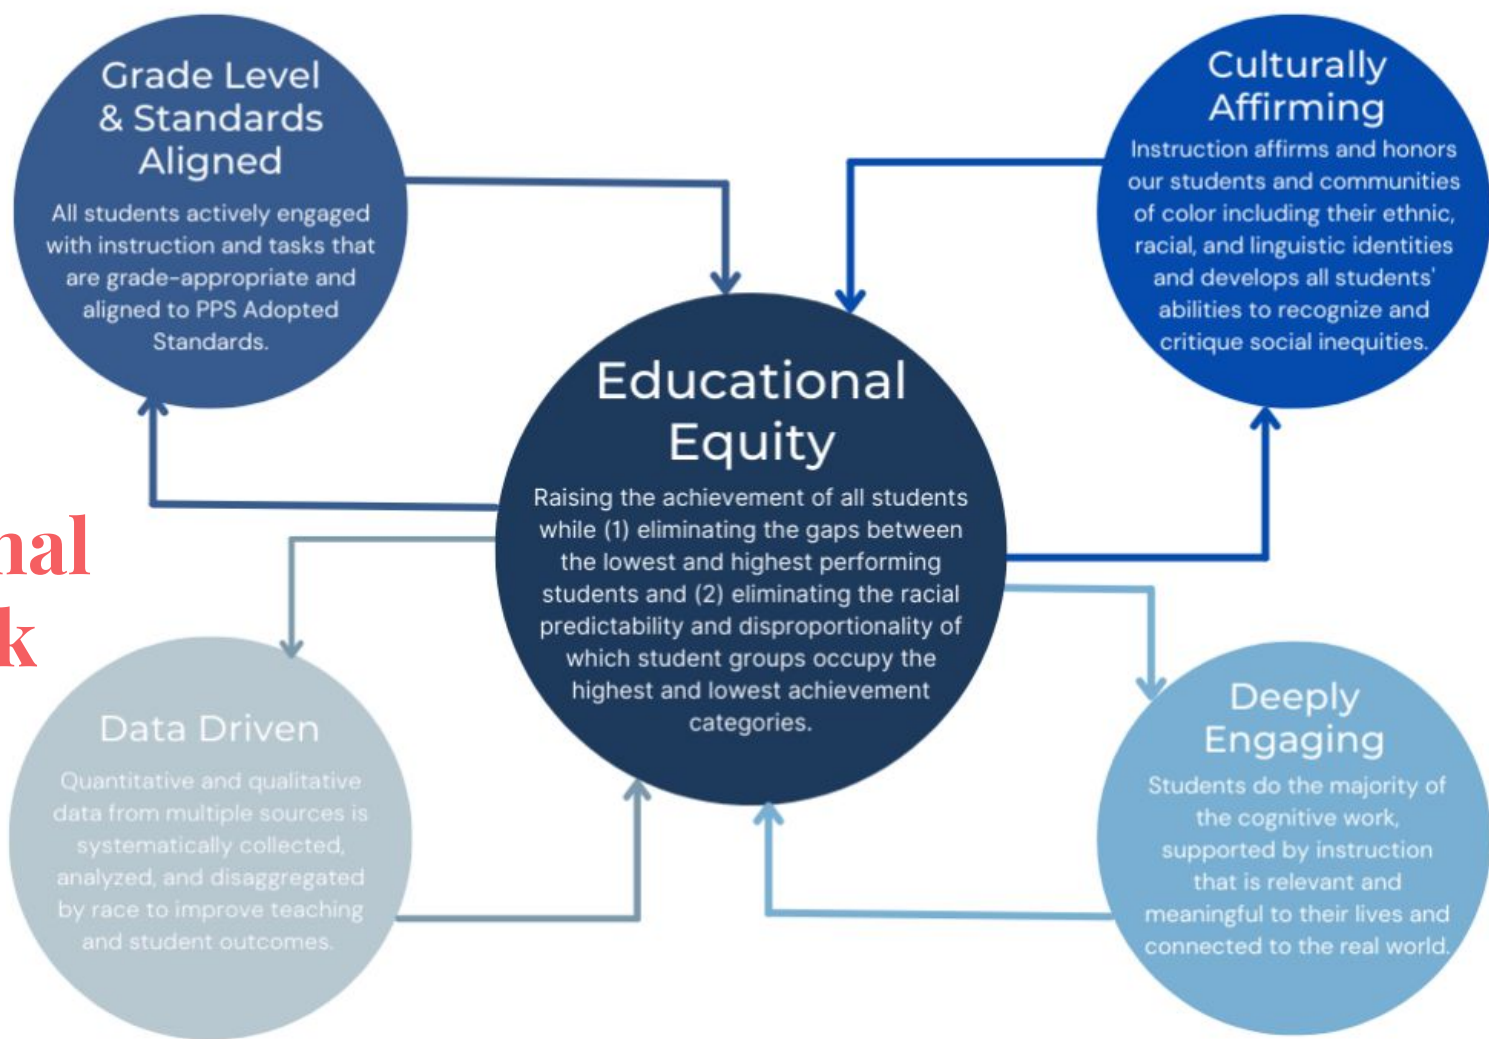 Grade Level
& Standards
Aligned
All students actively engaged
with instruction and tasks that
are grade-appropriate and
aligned to PPS Adopted
Standards.
Culturally
Affirming
Instruction affirms and honors
our students and communities
of color including their ethnic,
racial, and linguistic identities
and develops all students'
abilities to recognize and
critique social inequities.
Educational
Equity
Raising the achievement of all students
while (1) eliminating the gaps between
the lowest and highest performing
students and (2) eliminating the racial
predictability and disproportionality of
which student groups occupy the
highest and lowest achievement
categories.
nal
k
Data Driven
Quantitative and qualitative
data from multiple sources is
systematically collected,
analyzed, and disaggregated
by race to improve teaching
and student outcomes.
Deeply
Engaging
Students do the majority of
the cognitive work,
supported by instruction
that is relevant and
meaningful to their lives and
connected to the real world.